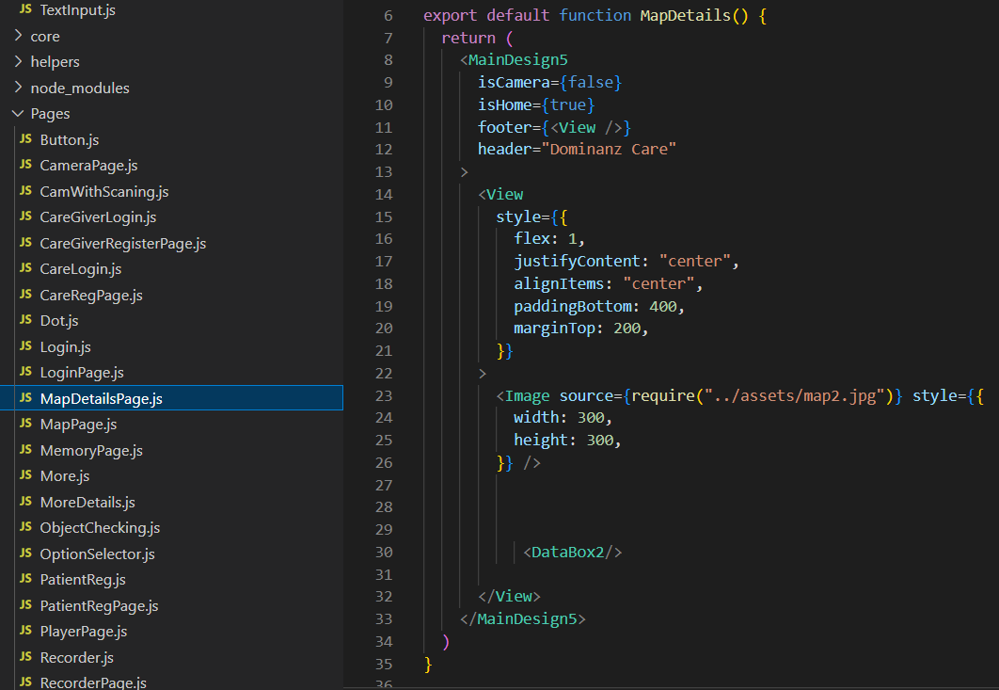 JS TextInput.js
> core
> helpers
> node_modules
Pages
JS Button.js
JS CameraPage.js
JS CamWithScaning.js
JS CareGiverLogin.js
JS CareGiverRegisterPage.js
JS CareLogin.js
JS CareRegPage.js
JS Dot.js
JS Login.js
JS LoginPage.js
JS MapDetailsPage.js
JS MapPage.js
JS MemoryPage.js
JS More.js
JS MoreDetails.js
JS ObjectChecking.js
JS OptionSelector.js
JS PatientReg.js
JS PatientRegPage.js
JS PlayerPage.js
JS Recorder.js
JS RecorderPage.js
6 export default function MapDetails() {
7 return (
8 <MainDesign5
9 isCamera={false}
10 isHome={true}
11 footer={<View />}
12 header="Dominanz Care"
13 >
14 <View
15 style={{
16 flex: 1,
17 justifyContent: "center",
18 alignItems: "center",
19 paddingBottom: 400,
20 marginTop: 200,
21 }}
22 >
23 <Image source={require("../assets/map2.jpg")} style={{
24 width: 300,
25 height: 300,
26 }} />
27
28
29
30 <DataBox2/>
31
32 </View>
33 </MainDesign5>
34 )
35 }
36